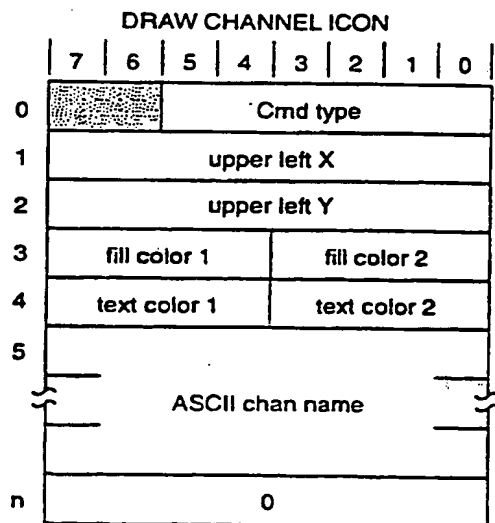 DRAW CHANNEL ICON
7 6 5 4 3 2 1 0
0 Cmd type
1 upper left X
2 upper left Y
3 fill color 1 fill color 2
4 text color 1 text color 2
5
ASCII chan name
n 0